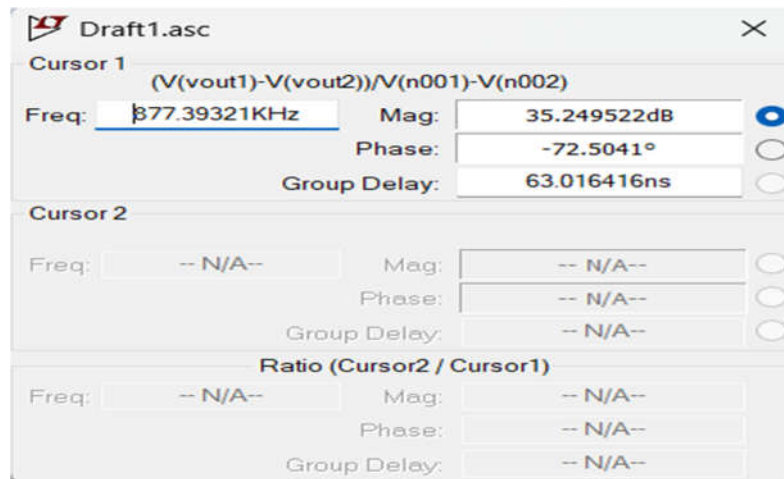 Draft1.asc
Cursor 1
(V(vout1)-V(vout2))/V(n001)-V(n002)
Freq: 877.39321KHz Mag: 35.249522dB
Phase: -72.5041°
Group Delay: 63.016416ns
Cursor 2
Freq: -- N/A-- Mag: -- N/A--
Phase: -- N/A--
Group Delay: -- N/A--
Ratio (Cursor2 / Cursor1)
Freq: -- N/A-- Mag: -- N/A--
Phase: -- N/A--
Group Delay: -- N/A--